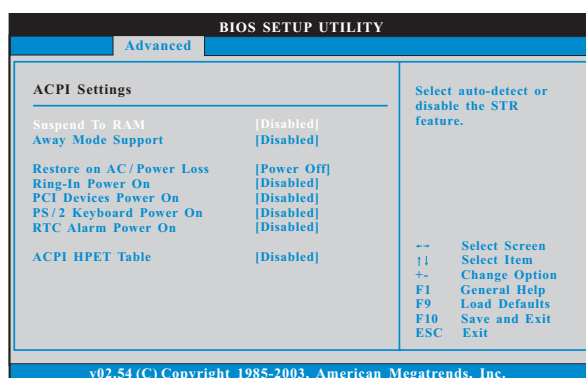 BIOS SETUP UTILITY
Advanced
ACPI Settings
Suspend To RAM [Disabled]
Away Mode Support [Disabled]
Restore on AC/Power Loss [Power Off]
Ring-In Power On [Disabled]
PCI Devices Power On [Disabled]
PS/2 Keyboard Power On [Disabled]
RTC Alarm Power On [Disabled]
ACPI HPET Table [Disabled]
Select auto-detect or
disable the STR
feature.
←→ Select Screen
↑↓ Select Item
+- Change Option
F1 General Help
F9 Load Defaults
F10 Save and Exit
ESC Exit
v02.54 (C) Copyright 1985-2003, American Megatrends, Inc.